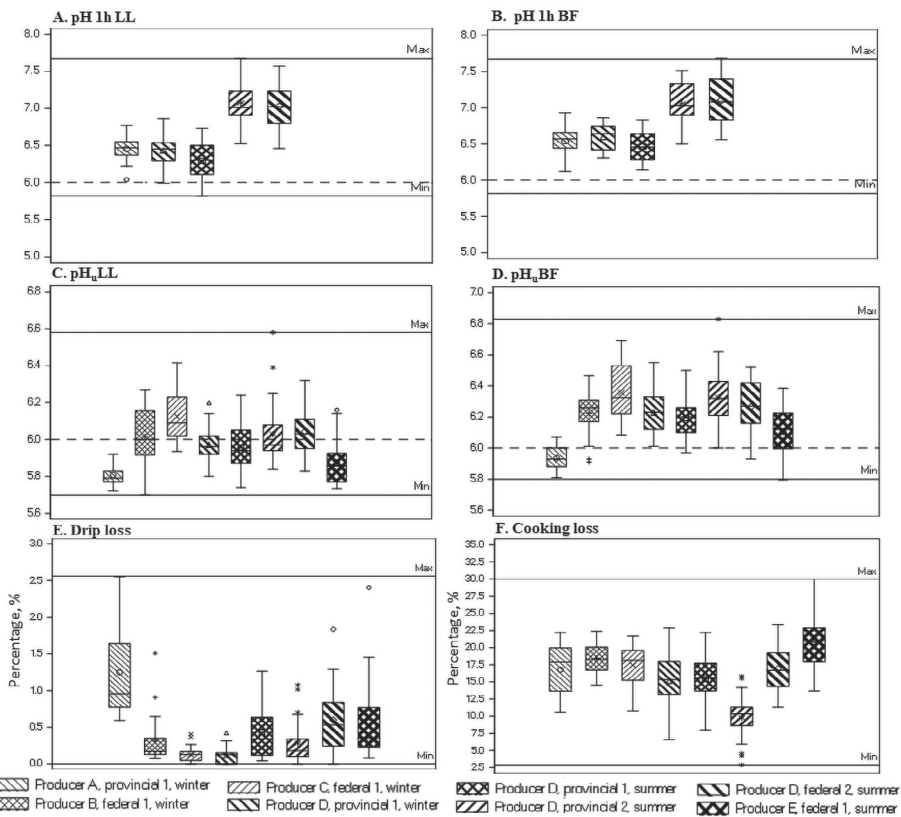 A. pH 1h LL
8.0
7.5
7.0
6.5
6.0
5.5
5.0
Max
Min
B. pH 1h BF
8.0
7.5
7.0
6.5
6.0
5.5
5.0
Max
Min
C. pHuLL
6.8
6.6
6.4
6.2
6.0
5.8
5.6
Max
Min
D. pHuBF
7.0
6.8
6.6
6.4
6.2
6.0
5.8
5.6
Max
Min
E. Drip loss
Percentage, %
3.0
2.5
2.0
1.5
1.0
0.5
0.0
Max
Min
F. Cooking loss
Percentage, %
35.0
32.5
30.0
27.5
25.0
22.5
20.0
17.5
15.0
12.5
10.0
7.5
5.0
2.5
Max
Min
Producer A, provincial 1, winter
Producer C, federal 1, winter
Producer D, provincial 1, summer
Producer D, federal 2, summer
Producer B, federal 1, winter
Producer D, provincial 1, winter
Producer D, provincial 2, summer
Producer E, federal 1, summer